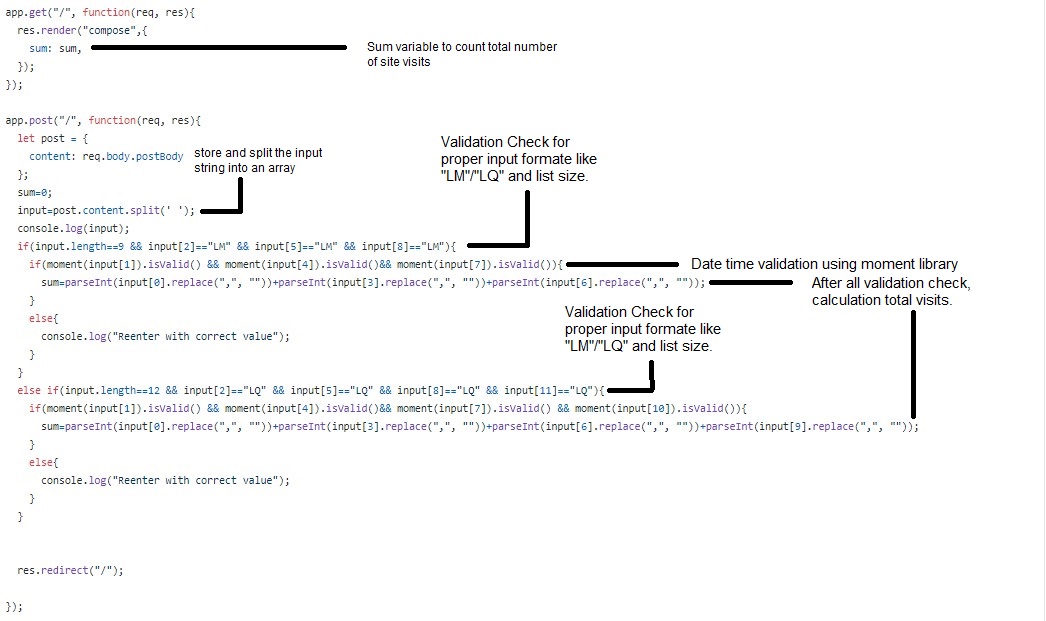 app.get("/", function(req, res){
res.render("compose",{
sum: sum,
Sum variable to count total number
of site visits
});
});
app.post("/", function(req, res){
let post = {
content: req.body.postBody
store and split the input
string into an array
Validation Check for
proper input formate like
"LM"/"LQ" and list size.
};
sum=0;
input=post.content.split(' ');
console.log(input);
if(input.length==9 && input[2]=="LM" && input[5]=="LM" && input[8]=="LM"){
if(moment(input[1]).isValid() && moment(input[4]).isValid()&& moment(input[7]).isValid()){
Date time validation using moment library
sum=parseInt(input[0].replace(",", ""))+parseInt(input[3].replace(",", ""))+parseInt(input[6].replace(",", ""));
After all validation check,
calculation total visits.
}
else{
console.log("Reenter with correct value");
}
}
Validation Check for
proper input formate like
"LM"/"LQ" and list size.
else if(input.length==12 && input[2]=="LQ" && input[5]=="LQ" && input[8]=="LQ" && input[11]=="LQ"){
if(moment(input[1]).isValid() && moment(input[4]).isValid()&& moment(input[7]).isValid() && moment(input[10]).isValid()){
sum=parseInt(input[0].replace(",", ""))+parseInt(input[3].replace(",", ""))+parseInt(input[6].replace(",", ""))+parseInt(input[9].replace(",", ""));
}
else{
console.log("Reenter with correct value");
}
}
res.redirect("/");
});